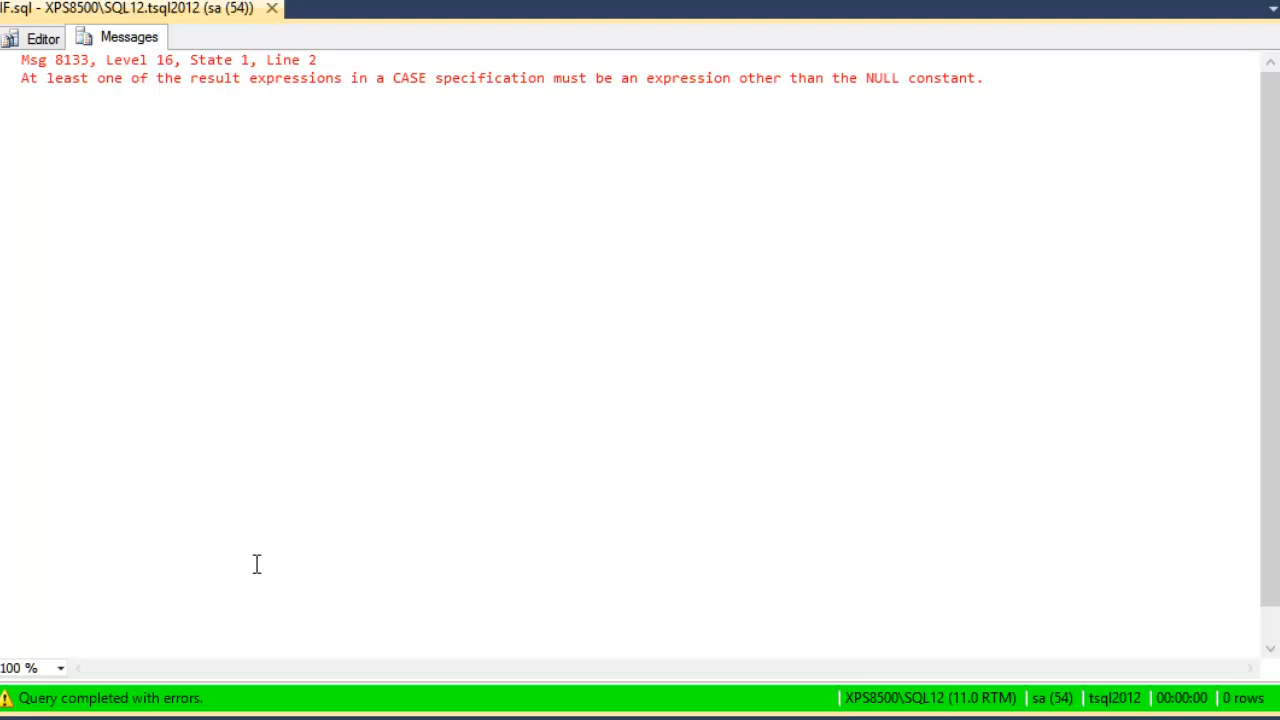 IF.sql - XPS8500\SQL12.tsql2012 (sa (54))
Editor
Messages
Msg 8133, Level 16, State 1, Line 2
At least one of the result expressions in a CASE specification must be an expression other than the NULL constant.
100 %
Query completed with errors.
XPS8500\SQL12 (11.0 RTM)
sa (54)
tsql2012
00:00:00
0 rows